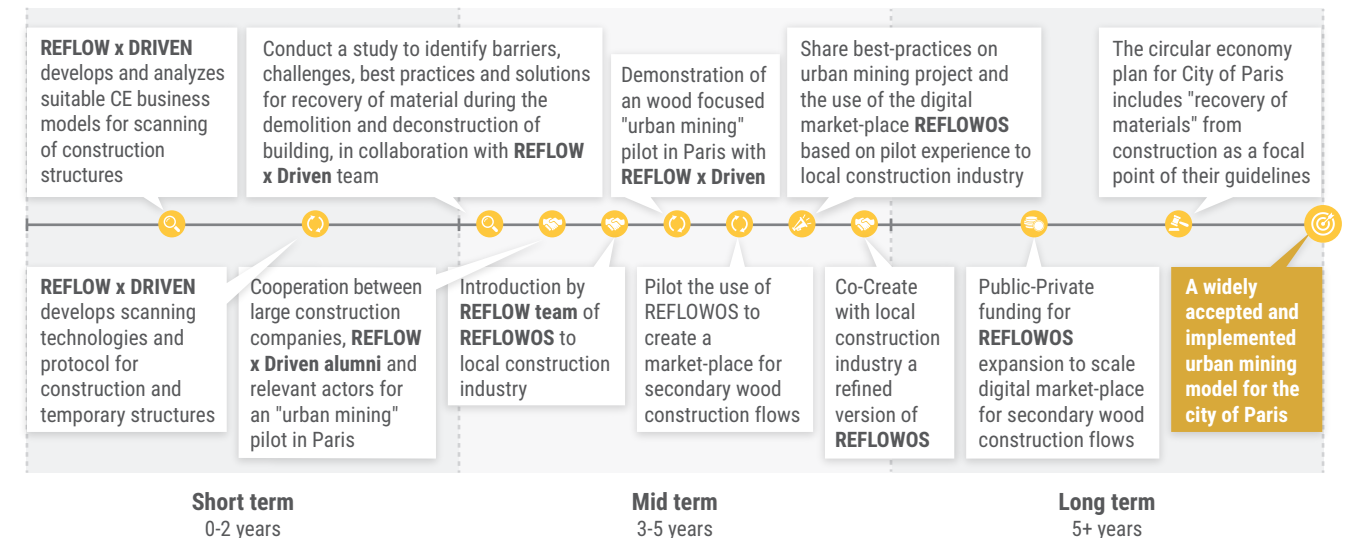 REFLOW x DRIVEN
develops and analyzes
suitable CE business
models for scanning
of construction
structures
Conduct a study to identify barriers,
challenges, best practices and solutions
for recovery of material during the
demolition and deconstruction of
building, in collaboration with REFLOW
x Driven team
Demonstration of
an wood focused
"urban mining"
pilot in Paris with
REFLOW x Driven
Share best-practices on
urban mining project and
the use of the digital
market-place REFLOWOS
based on pilot experience to
local construction industry
The circular economy
plan for City of Paris
includes "recovery of
materials" from
construction as a focal
point of their guidelines
REFLOW x DRIVEN
develops scanning
technologies and
protocol for
construction and
temporary structures
Cooperation between
large construction
companies, REFLOW
x Driven alumni and
relevant actors for
an "urban mining"
pilot in Paris
Introduction by
REFLOW team of
REFLOWOS to
local construction
industry
Pilot the use of
REFLOWOS to
create a
market-place for
secondary wood
construction flows
Co-Create
with local
construction
industry a
refined
version of
REFLOWOS
Public-Private
funding for
REFLOWOS
expansion to scale
digital market-place
for secondary wood
construction flows
A widely
accepted and
implemented
urban mining
model for the
city of Paris
Short term
0-2 years
Mid term
3-5 years
Long term
5+ years